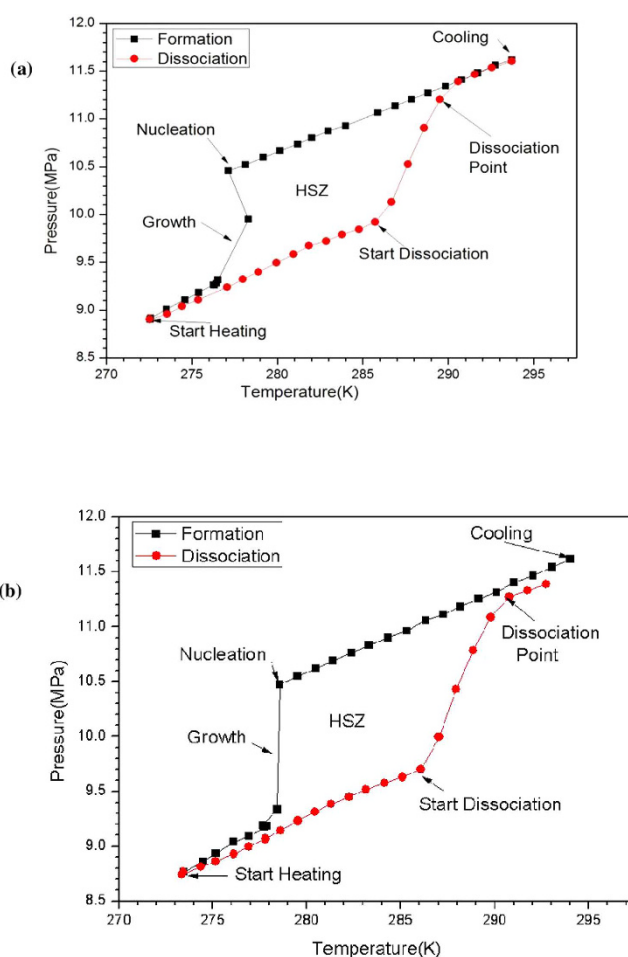 (a)
Formation
Dissociation
Cooling
Nucleation
Dissociation
Point
HSZ
Growth
Start Dissociation
Start Heating
Pressure(MPa)
12.0
11.5
11.0
10.5
10.0
9.5
9.0
8.5
270 275 280 285 290 295
Temperature(K)
(b)
Formation
Dissociation
Cooling
Nucleation
Dissociation
Point
HSZ
Growth
Start Dissociation
Start Heating
Pressure(MPa)
12.0
11.5
11.0
10.5
10.0
9.5
9.0
8.5
270 275 280 285 290 295
Temperature(K)